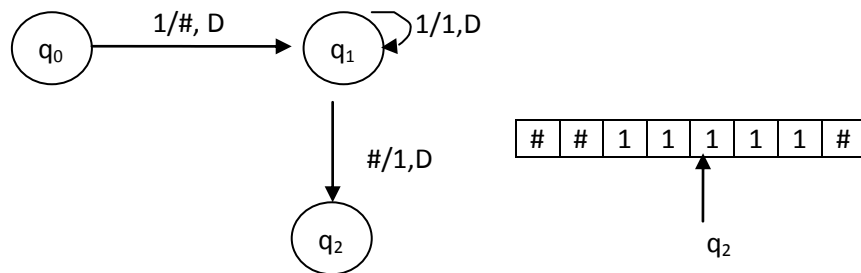 1/#, D
q₀
q₁
1/1,D
# # 1 1 1 1 1 #
#/1,D
q₂
q₂